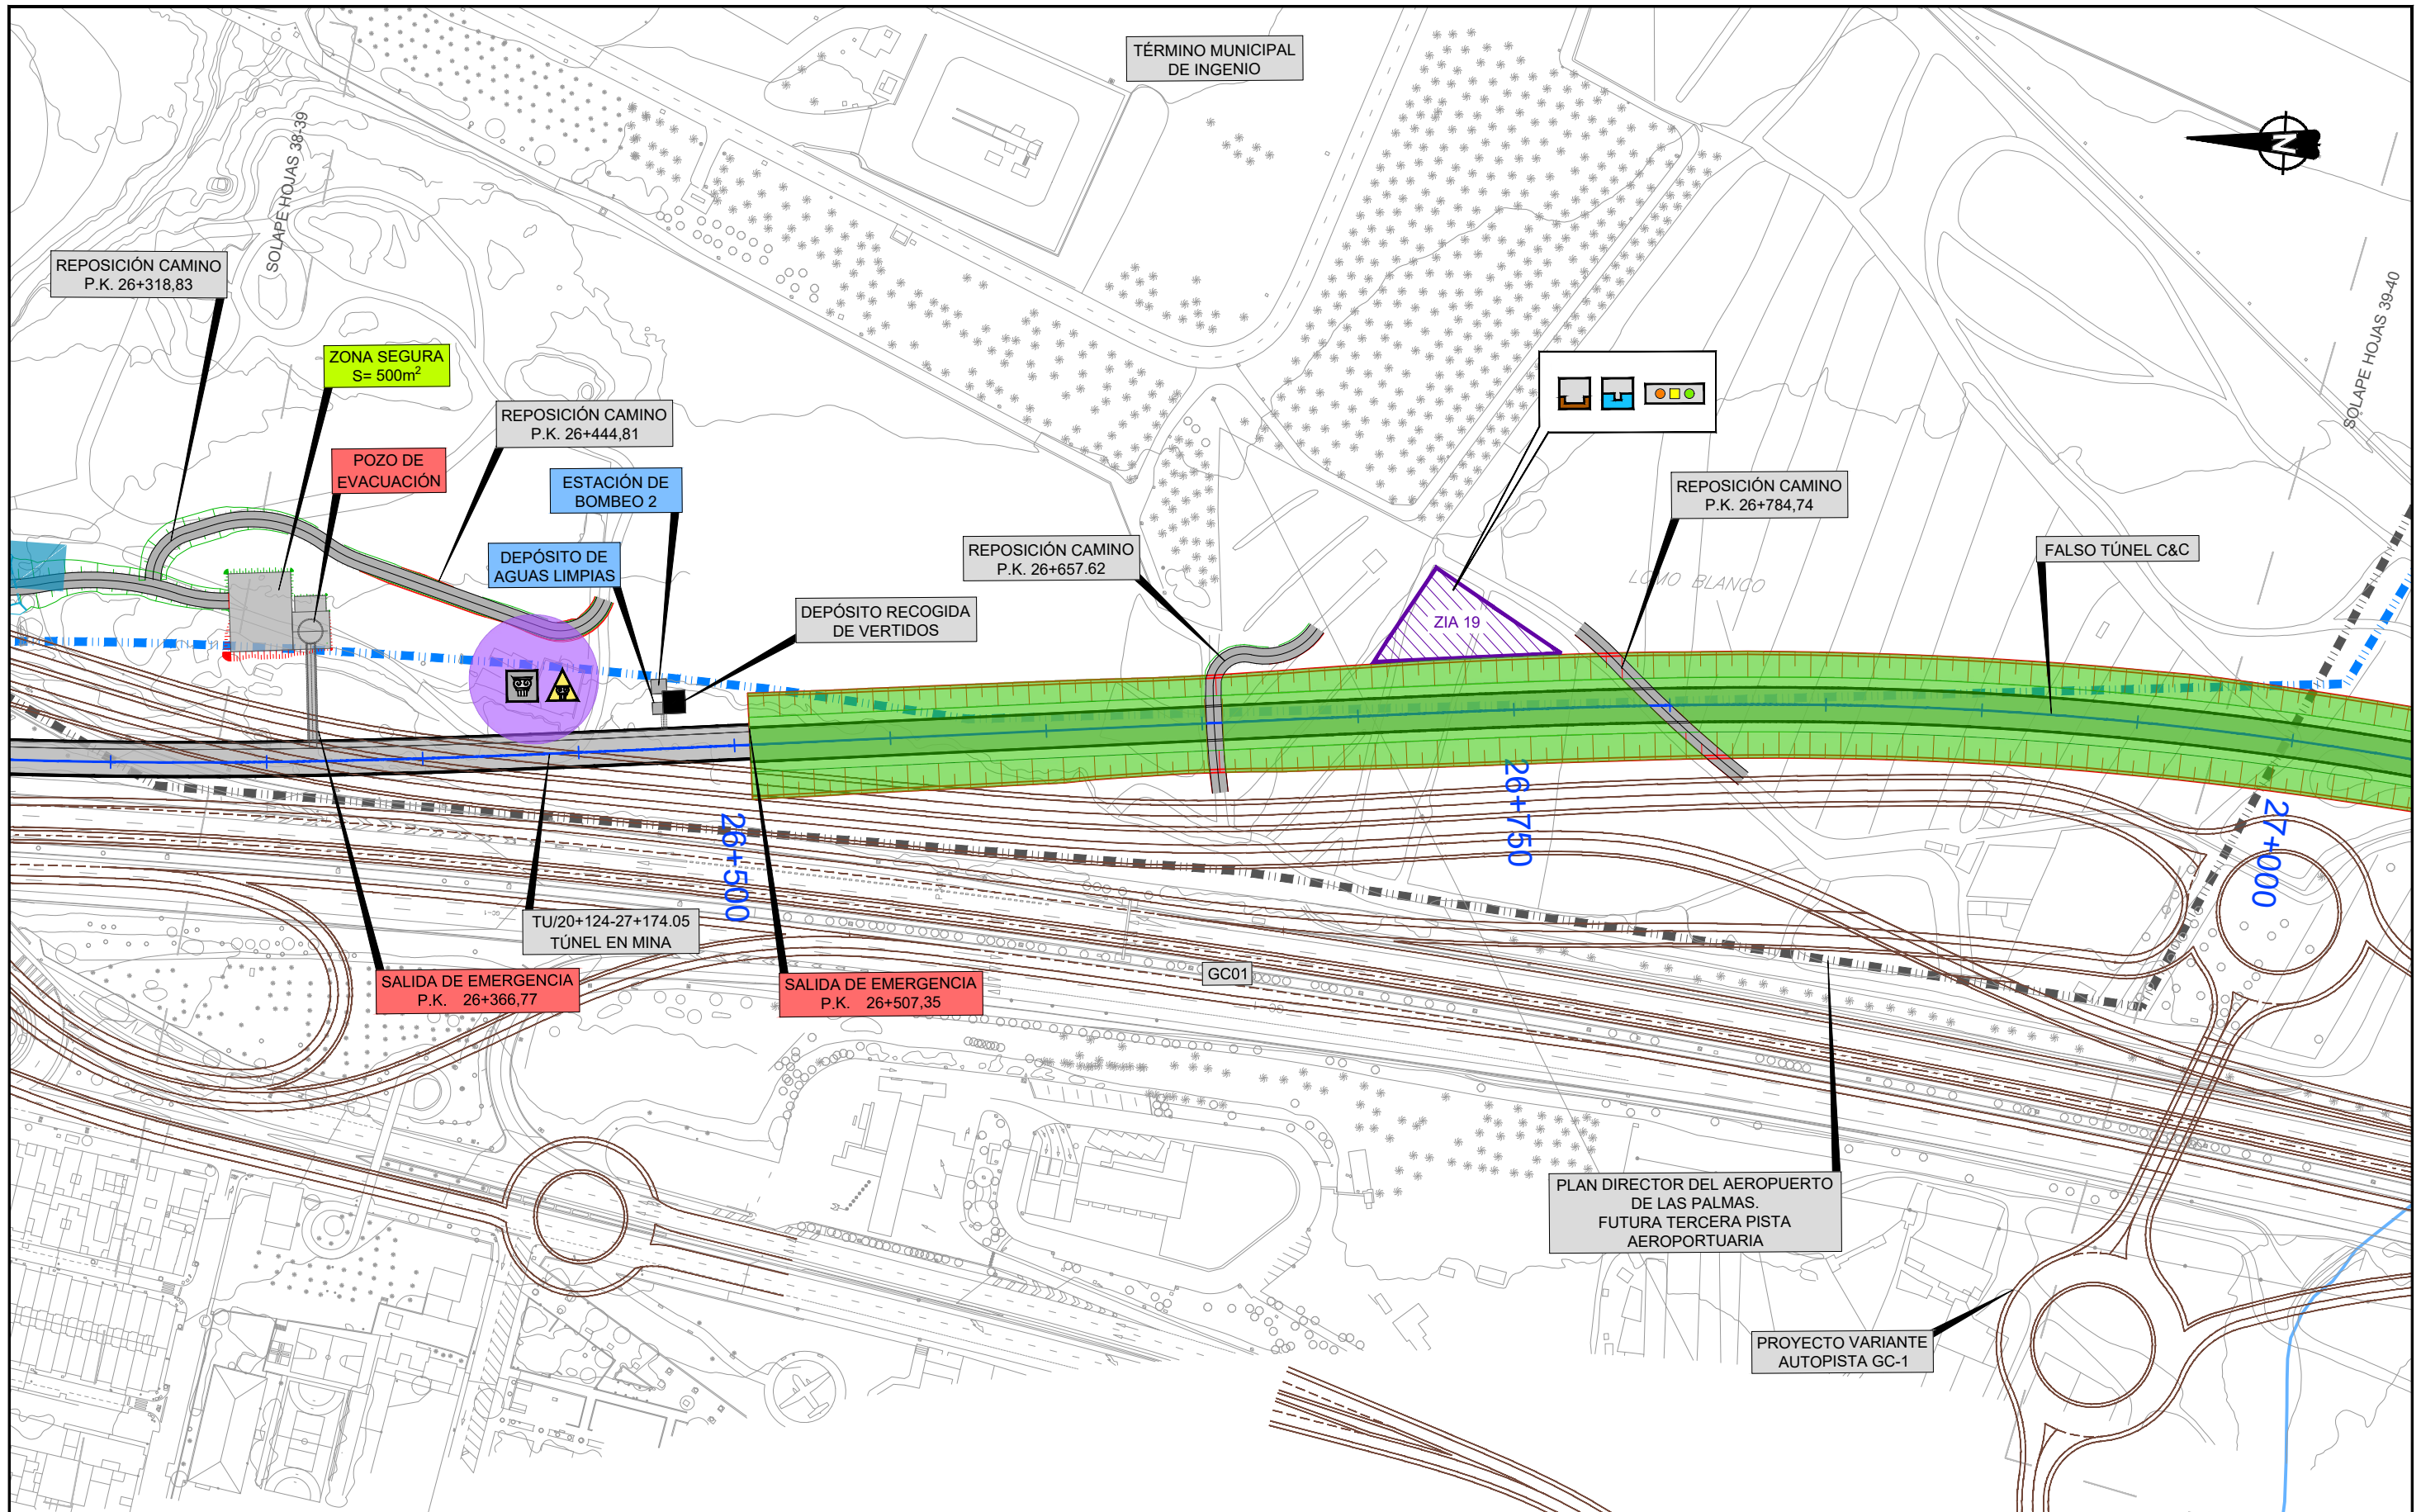 TÉRMINO MUNICIPAL
DE INGENIO
N
SOLAPE HOJAS 38-39
REPOSICIÓN CAMINO
P.K. 26+318,83
SOLAPE HOJAS 39-40
ZONA SEGURA
S= 500m²
REPOSICIÓN CAMINO
P.K. 26+444,81
POZO DE
EVACUACIÓN
ESTACIÓN DE
BOMBEO 2
REPOSICIÓN CAMINO
P.K. 26+784,74
DEPÓSITO DE
AGUAS LIMPIAS
REPOSICIÓN CAMINO
P.K. 26+657.62
FALSO TÚNEL C&C
LOMO BLANCO
DEPÓSITO RECOGIDA
DE VERTIDOS
ZIA 19
26+500
26+750
27+000
TU/20+124-27+174.05
TÚNEL EN MINA
SALIDA DE EMERGENCIA
P.K. 26+366,77
SALIDA DE EMERGENCIA
P.K. 26+507,35
GC01
PLAN DIRECTOR DEL AEROPUERTO
DE LAS PALMAS.
FUTURA TERCERA PISTA
AEROPORTUARIA
PROYECTO VARIANTE
AUTOPISTA GC-1